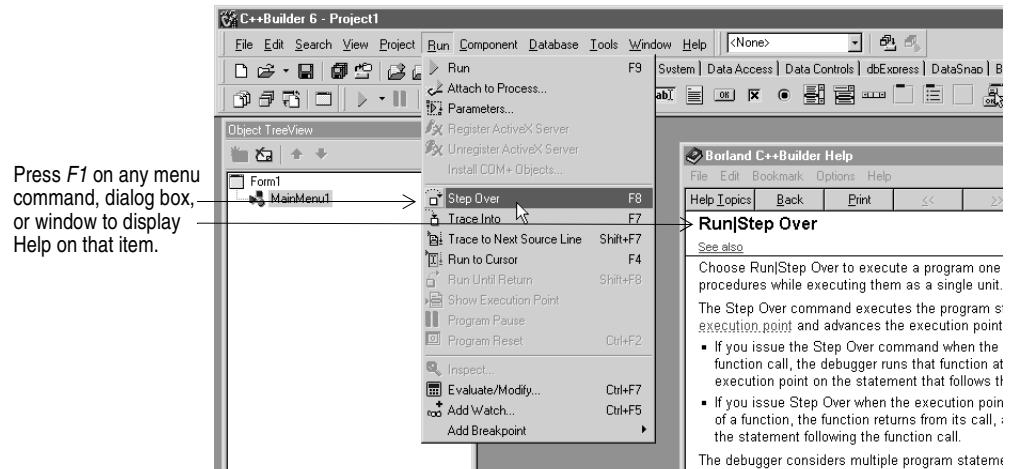 C++Builder 6 - Project1
File Edit Search View Project Run Component Database Tools Window Help <None>
System Data Access Data Controls dbExpress DataSnap B
Object TreeView
Form1
MainMenu1
Run F9
Attach to Process...
Parameters...
Register ActiveX Server
Unregister ActiveX Server
Install COM+ Objects...
Step Over F8
Trace Into F7
Trace to Next Source Line Shift+F7
Run to Cursor F4
Run Until Return Shift+F8
Show Execution Point
Program Pause
Program Reset Ctrl+F2
Inspect...
Evaluate/Modify... Ctrl+F7
Add Watch... Ctrl+F5
Add Breakpoint
Press F1 on any menu
command, dialog box,
or window to display
Help on that item.
Borland C++Builder Help
File Edit Bookmark Options Help
Help Topics Back Print << >>
Run|Step Over
See also
Choose Run|Step Over to execute a program one
procedures while executing them as a single unit.
The Step Over command executes the program
execution point and advances the execution point
▪ If you issue the Step Over command when the
function call, the debugger runs that function at
execution point on the statement that follows
▪ If you issue Step Over when the execution
of a function, the function returns from its call,
the statement following the function call.
The debugger considers multiple program